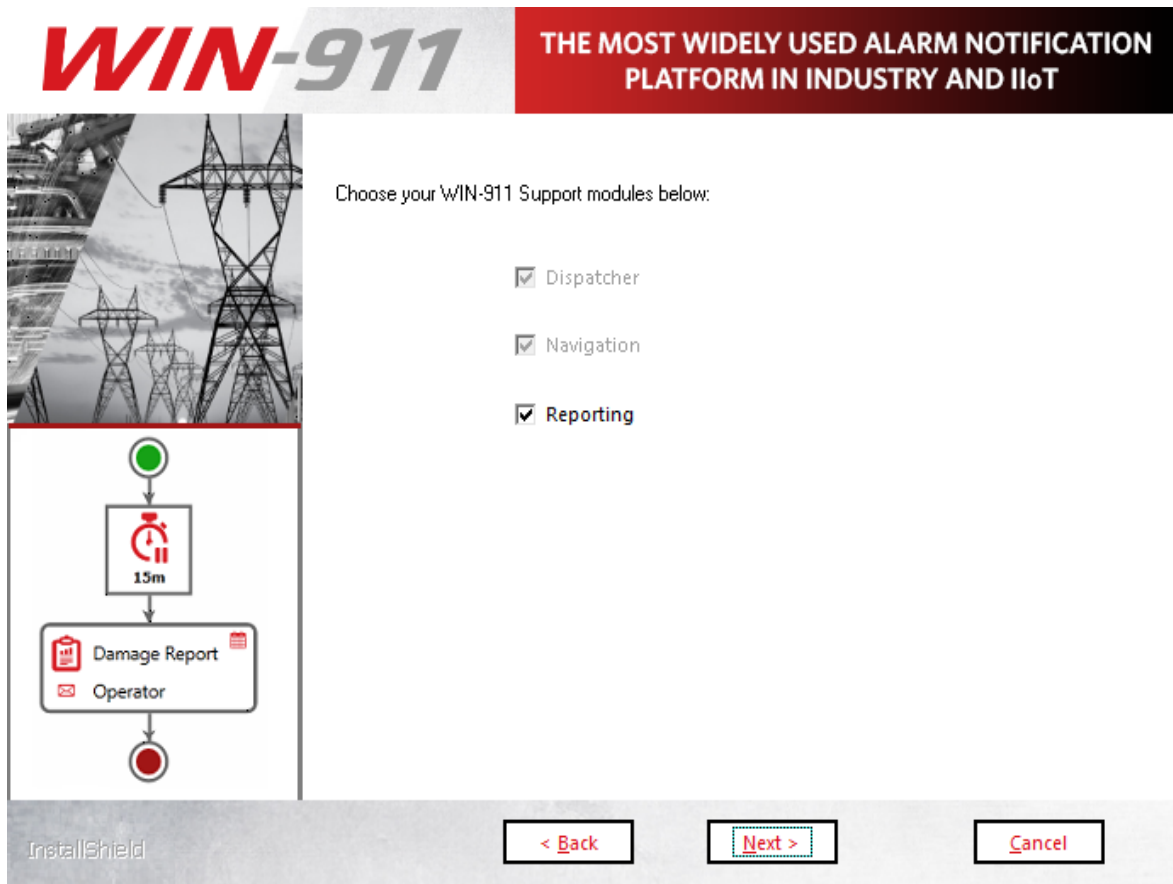 WIN-911
THE MOST WIDELY USED ALARM NOTIFICATION
PLATFORM IN INDUSTRY AND IIoT
Choose your WIN-911 Support modules below:
Dispatcher
Navigation
Reporting
15m
Damage Report
Operator
InstallShield
< Back
Next >
Cancel